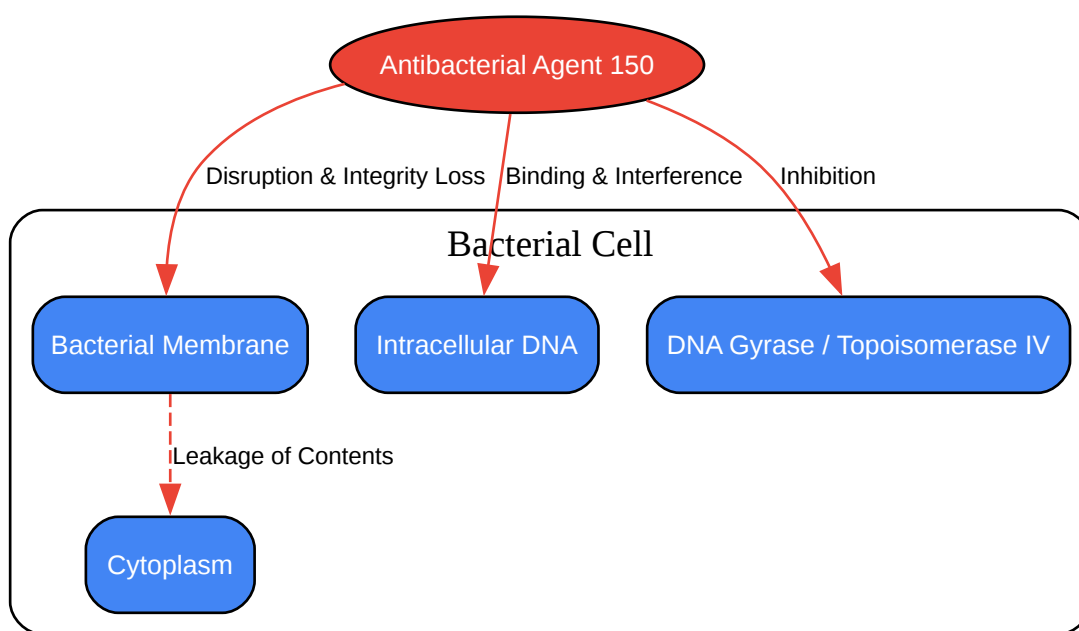 Antibacterial Agent 150
Disruption & Integrity Loss
Binding & Interference
Inhibition
Bacterial Cell
Bacterial Membrane
Intracellular DNA
DNA Gyrase / Topoisomerase IV
Leakage of Contents
Cytoplasm